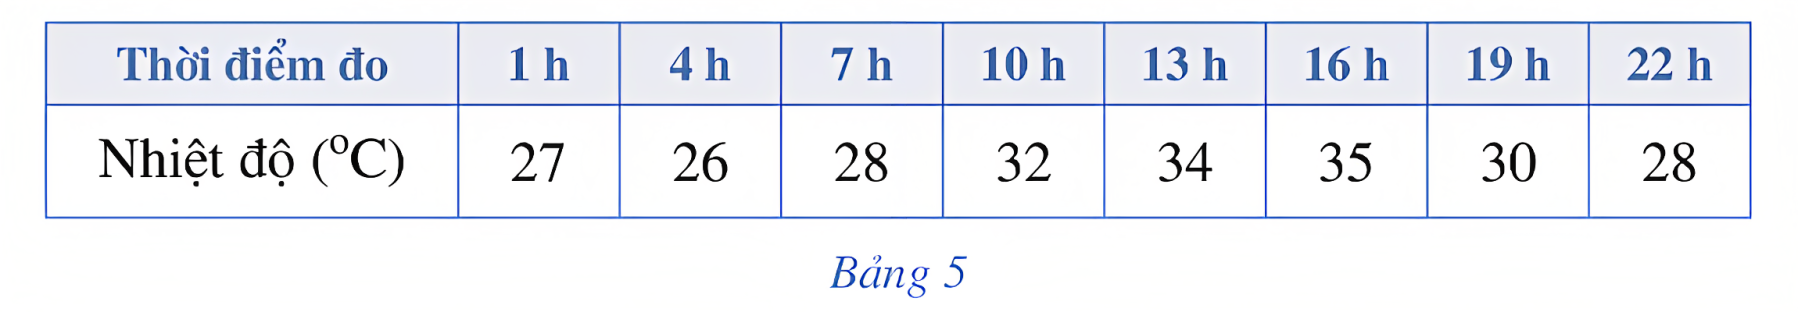 Thời điểm đo 1 h 4 h 7 h 10 h 13 h 16 h 19 h 22 h
Nhiệt độ (ºC) 27 26 28 32 34 35 30 28
Bảng 5